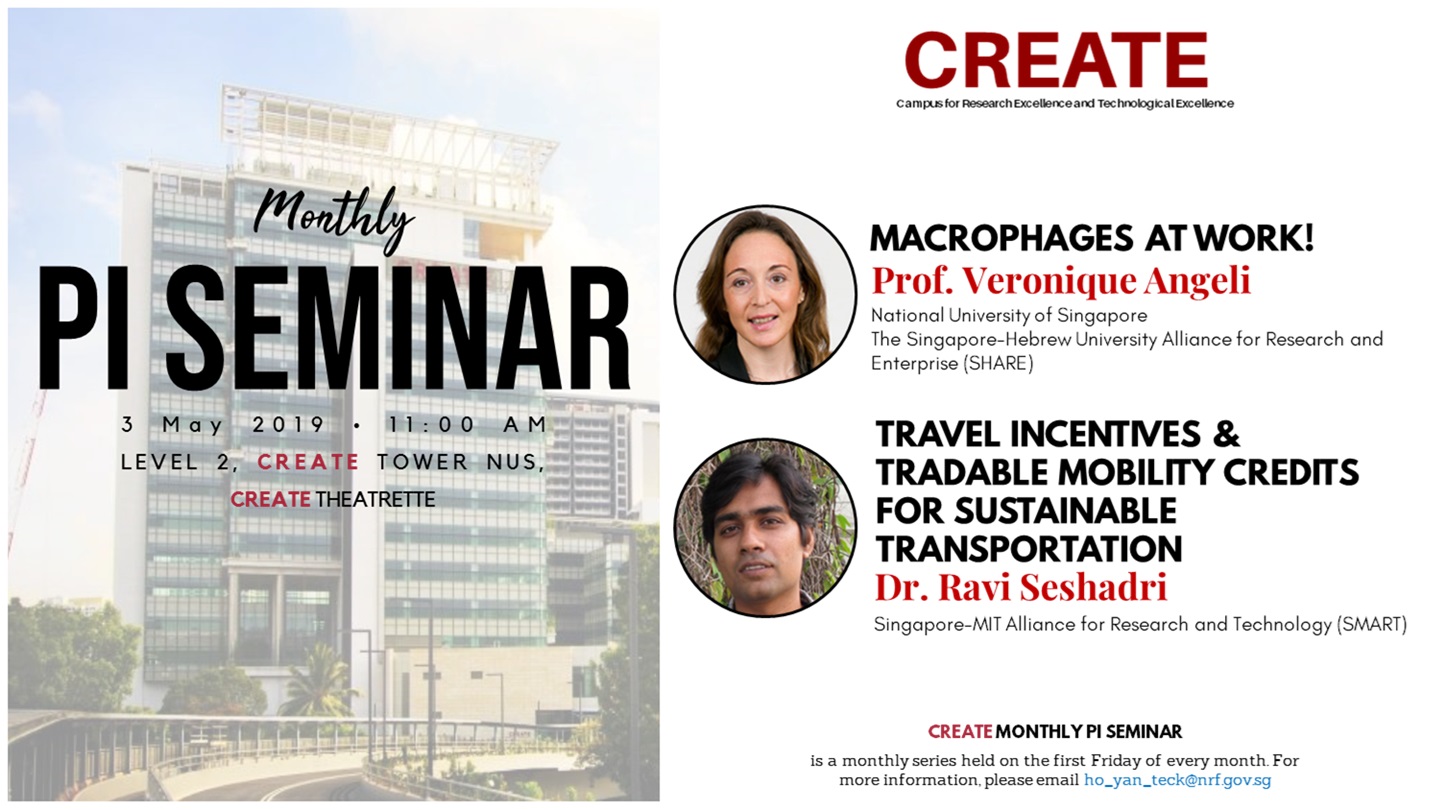 Monthly
PI SEMINAR
3 May 2019 • 11:00 AM
LEVEL 2, CREATE TOWER NUS,
CREATE THEATRETTE
CREATE
Campus for Research Excellence and Technological Excellence
MACROPHAGES AT WORK!
Prof. Veronique Angeli
National University of Singapore
The Singapore-Hebrew University Alliance for Research and
Enterprise (SHARE)
TRAVEL INCENTIVES &
TRADABLE MOBILITY CREDITS
FOR SUSTAINABLE
TRANSPORTATION
Dr. Ravi Seshadri
Singapore-MIT Alliance for Research and Technology (SMART)
CREATE MONTHLY PI SEMINAR
is a monthly series held on the first Friday of every month. For
more information, please email ho_yan_teck@nrf.gov.sg